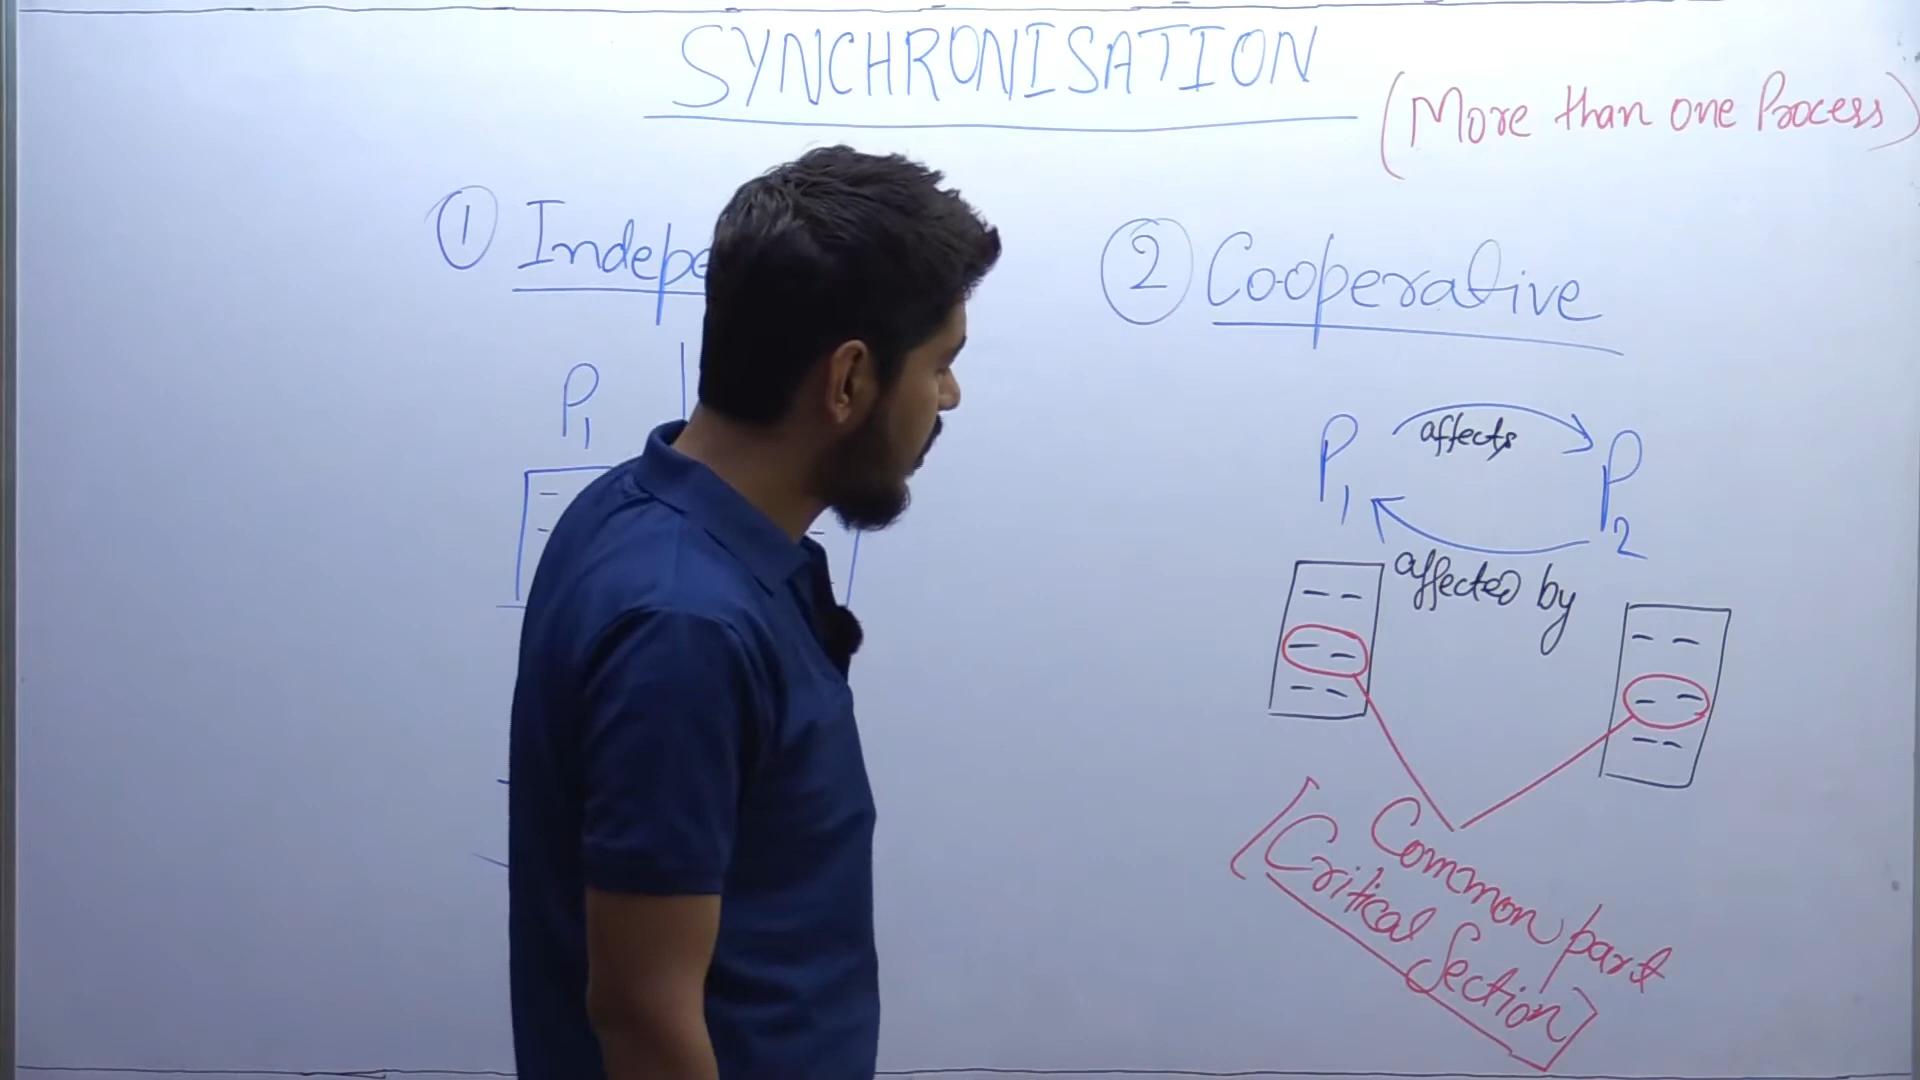 SYNCHRONISATION
(More than one Process)
① Indepe
② Cooperative
P1
P1 affects P2
affected by
Common part
[Critical Section]